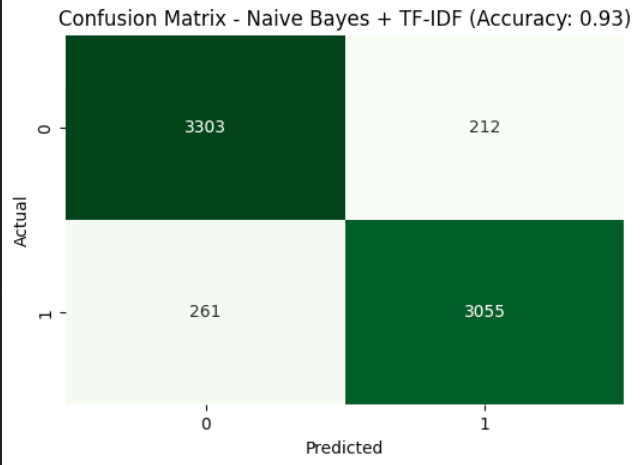 Confusion Matrix - Naive Bayes + TF-IDF (Accuracy: 0.93)
0
3303
212
Actual
1
261
3055
0
1
Predicted